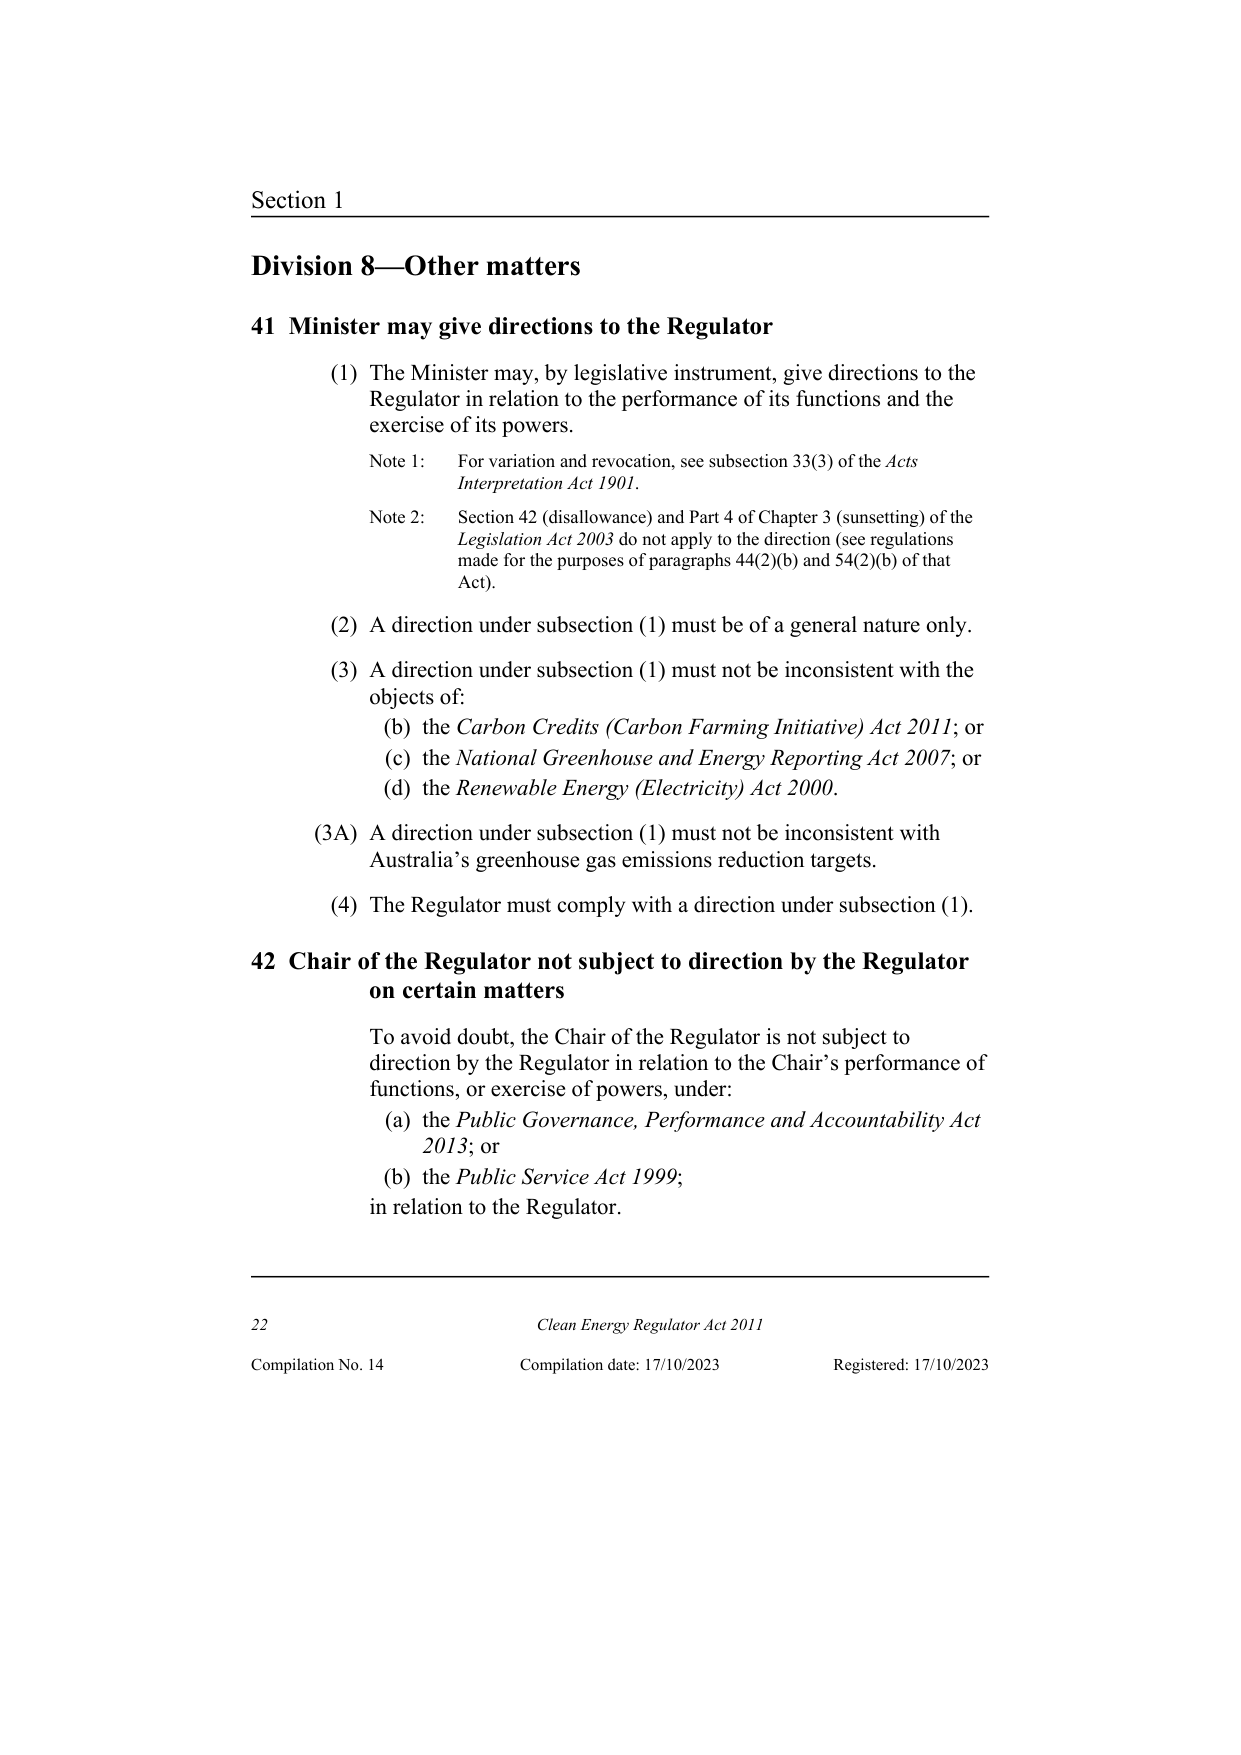 Section 1
Division 8—Other matters
41 Minister may give directions to the Regulator
(1) The Minister may, by legislative instrument, give directions to the
Regulator in relation to the performance of its functions and the
exercise of its powers.
Note 1: For variation and revocation, see subsection 33(3) of the Acts
Interpretation Act 1901.
Note 2: Section 42 (disallowance) and Part 4 of Chapter 3 (sunsetting) of the
Legislation Act 2003 do not apply to the direction (see regulations
made for the purposes of paragraphs 44(2)(b) and 54(2)(b) of that
Act).
(2) A direction under subsection (1) must be of a general nature only.
(3) A direction under subsection (1) must not be inconsistent with the
objects of:
(b) the Carbon Credits (Carbon Farming Initiative) Act 2011; or
(c) the National Greenhouse and Energy Reporting Act 2007; or
(d) the Renewable Energy (Electricity) Act 2000.
(3A) A direction under subsection (1) must not be inconsistent with
Australia’s greenhouse gas emissions reduction targets.
(4) The Regulator must comply with a direction under subsection (1).
42 Chair of the Regulator not subject to direction by the Regulator
on certain matters
To avoid doubt, the Chair of the Regulator is not subject to
direction by the Regulator in relation to the Chair’s performance of
functions, or exercise of powers, under:
(a) the Public Governance, Performance and Accountability Act
2013; or
(b) the Public Service Act 1999;
in relation to the Regulator.
22 Clean Energy Regulator Act 2011
Compilation No. 14 Compilation date: 17/10/2023 Registered: 17/10/2023